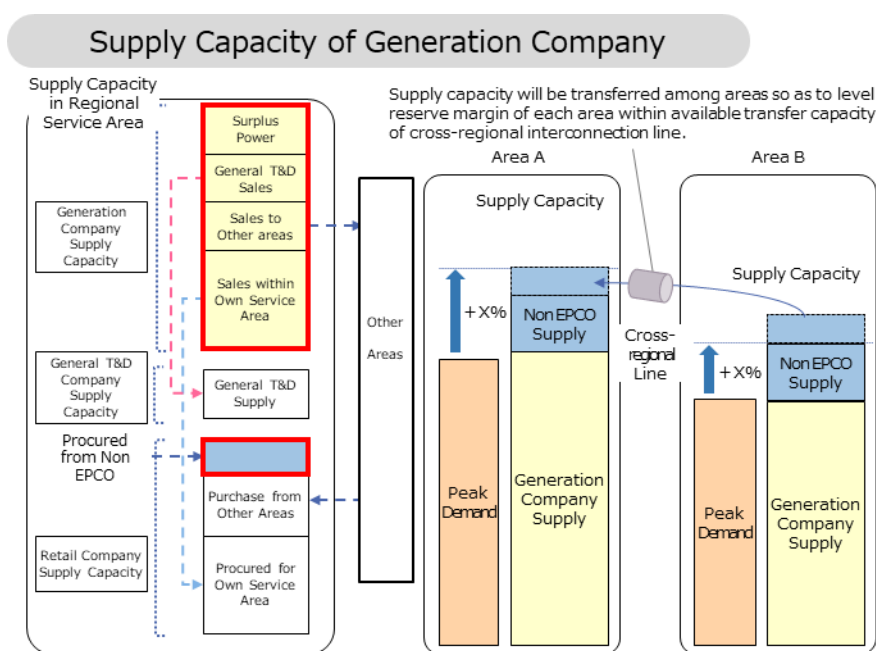 Supply Capacity of Generation Company
Supply Capacity
in Regional
Service Area
Surplus
Power
General T&D
Sales
Sales to
Other areas
Sales within
Own Service
Area
Generation
Company
Supply
Capacity
General T&D
Company
Supply
Capacity
General T&D
Supply
Procured
from Non
EPCO
Purchase from
Other Areas
Retail Company
Supply Capacity
Procured for
Own Service
Area
Other
Areas
Supply capacity will be transferred among areas so as to level
reserve margin of each area within available transfer capacity
of cross-regional interconnection line.
Area A
Supply Capacity
+X%
Non EPCO
Supply
Peak
Demand
Generation
Company
Supply
Cross-
regional
Line
Area B
Supply Capacity
+X%
Non EPCO
Supply
Peak
Demand
Generation
Company
Supply